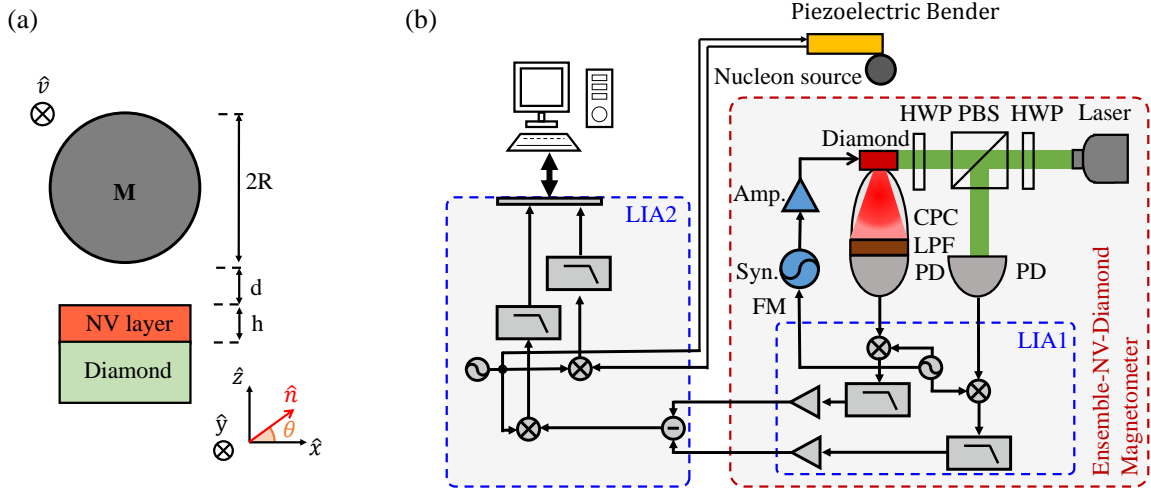 (a)
v̂
M
2R
d
NV layer
h
Diamond
ẑ
n̂
θ
ŷ
x̂
(b)
Piezoelectric Bender
Nucleon source
HWP PBS HWP
Laser
Diamond
Amp.
CPC
LPF
Syn.
PD
PD
FM
LIA2
LIA1
Ensemble-NV-Diamond
Magnetometer